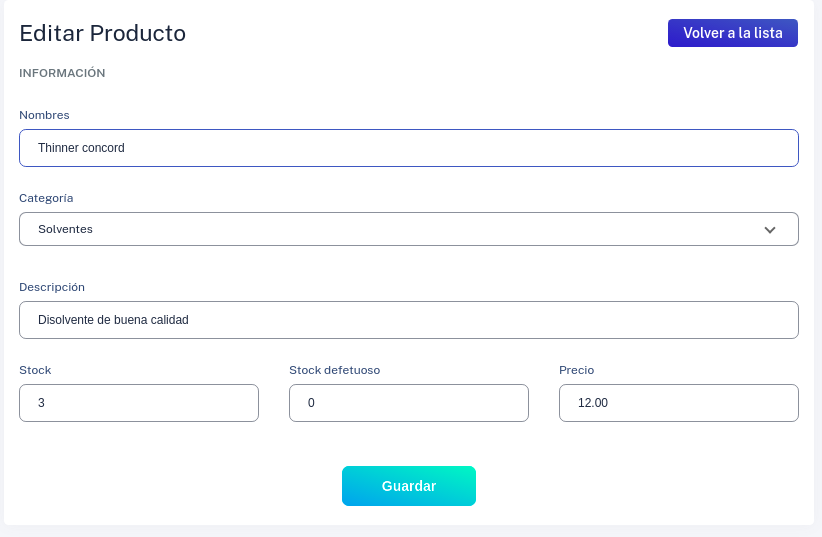 Editar Producto
Volver a la lista
INFORMACIÓN
Nombres
Thinner concord
Categoría
Solventes
Descripción
Disolvente de buena calidad
Stock
Stock defetuoso
Precio
3
0
12.00
Guardar